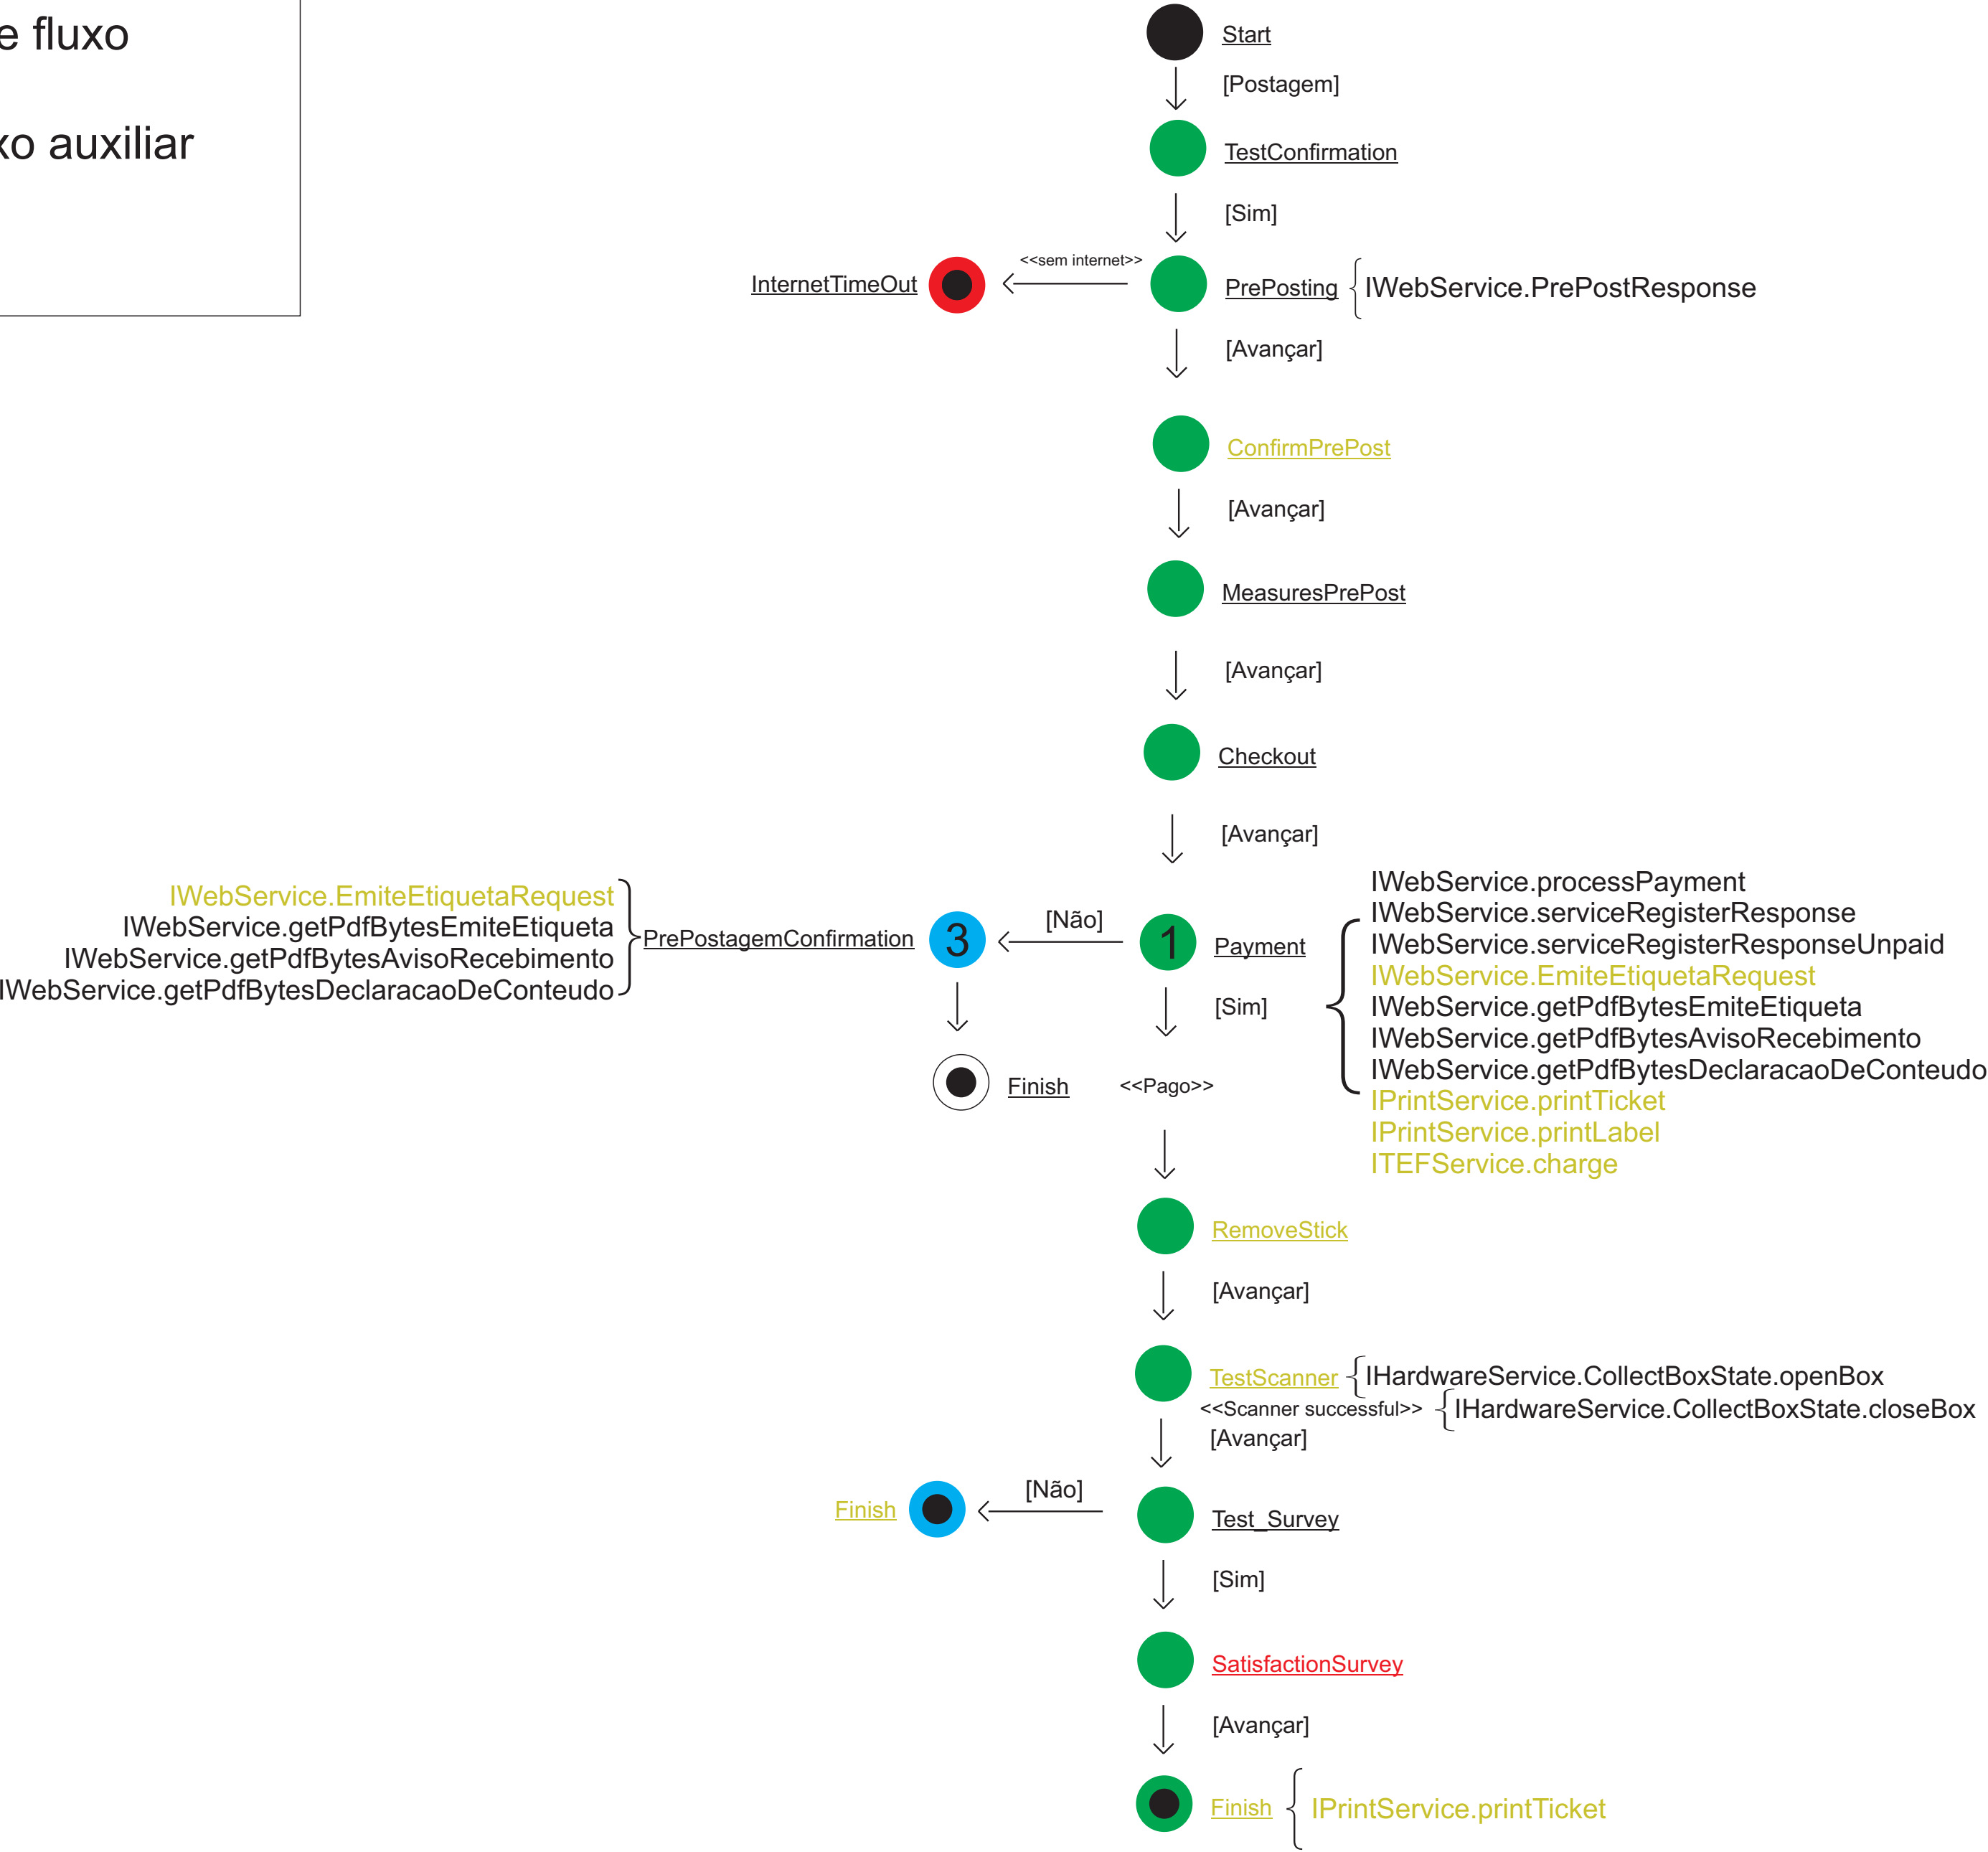 e fluxo
xo auxiliar
Start
[Postagem]
TestConfirmation
[Sim]
<<sem internet>>
InternetTimeOut
PrePosting
IWebService.PrePostResponse
[Avançar]
ConfirmPrePost
[Avançar]
MeasuresPrePost
[Avançar]
Checkout
[Avançar]
IWebService.EmiteEtiquetaRequest
IWebService.getPdfBytesEmiteEtiqueta
IWebService.getPdfBytesAvisoRecebimento
IWebService.getPdfBytesDeclaracaoDeConteudo
PrePostagemConfirmation
3
[Não]
1
Payment
IWebService.processPayment
IWebService.serviceRegisterResponse
IWebService.serviceRegisterResponseUnpaid
IWebService.EmiteEtiquetaRequest
IWebService.getPdfBytesEmiteEtiqueta
IWebService.getPdfBytesAvisoRecebimento
IWebService.getPdfBytesDeclaracaoDeConteudo
IPrintService.printTicket
IPrintService.printLabel
ITEFService.charge
[Sim]
Finish
<<Pago>>
RemoveStick
[Avançar]
TestScanner
IHardwareService.CollectBoxState.openBox
<<Scanner successful>>
IHardwareService.CollectBoxState.closeBox
[Avançar]
Finish
[Não]
Test_Survey
[Sim]
SatisfactionSurvey
[Avançar]
Finish
IPrintService.printTicket